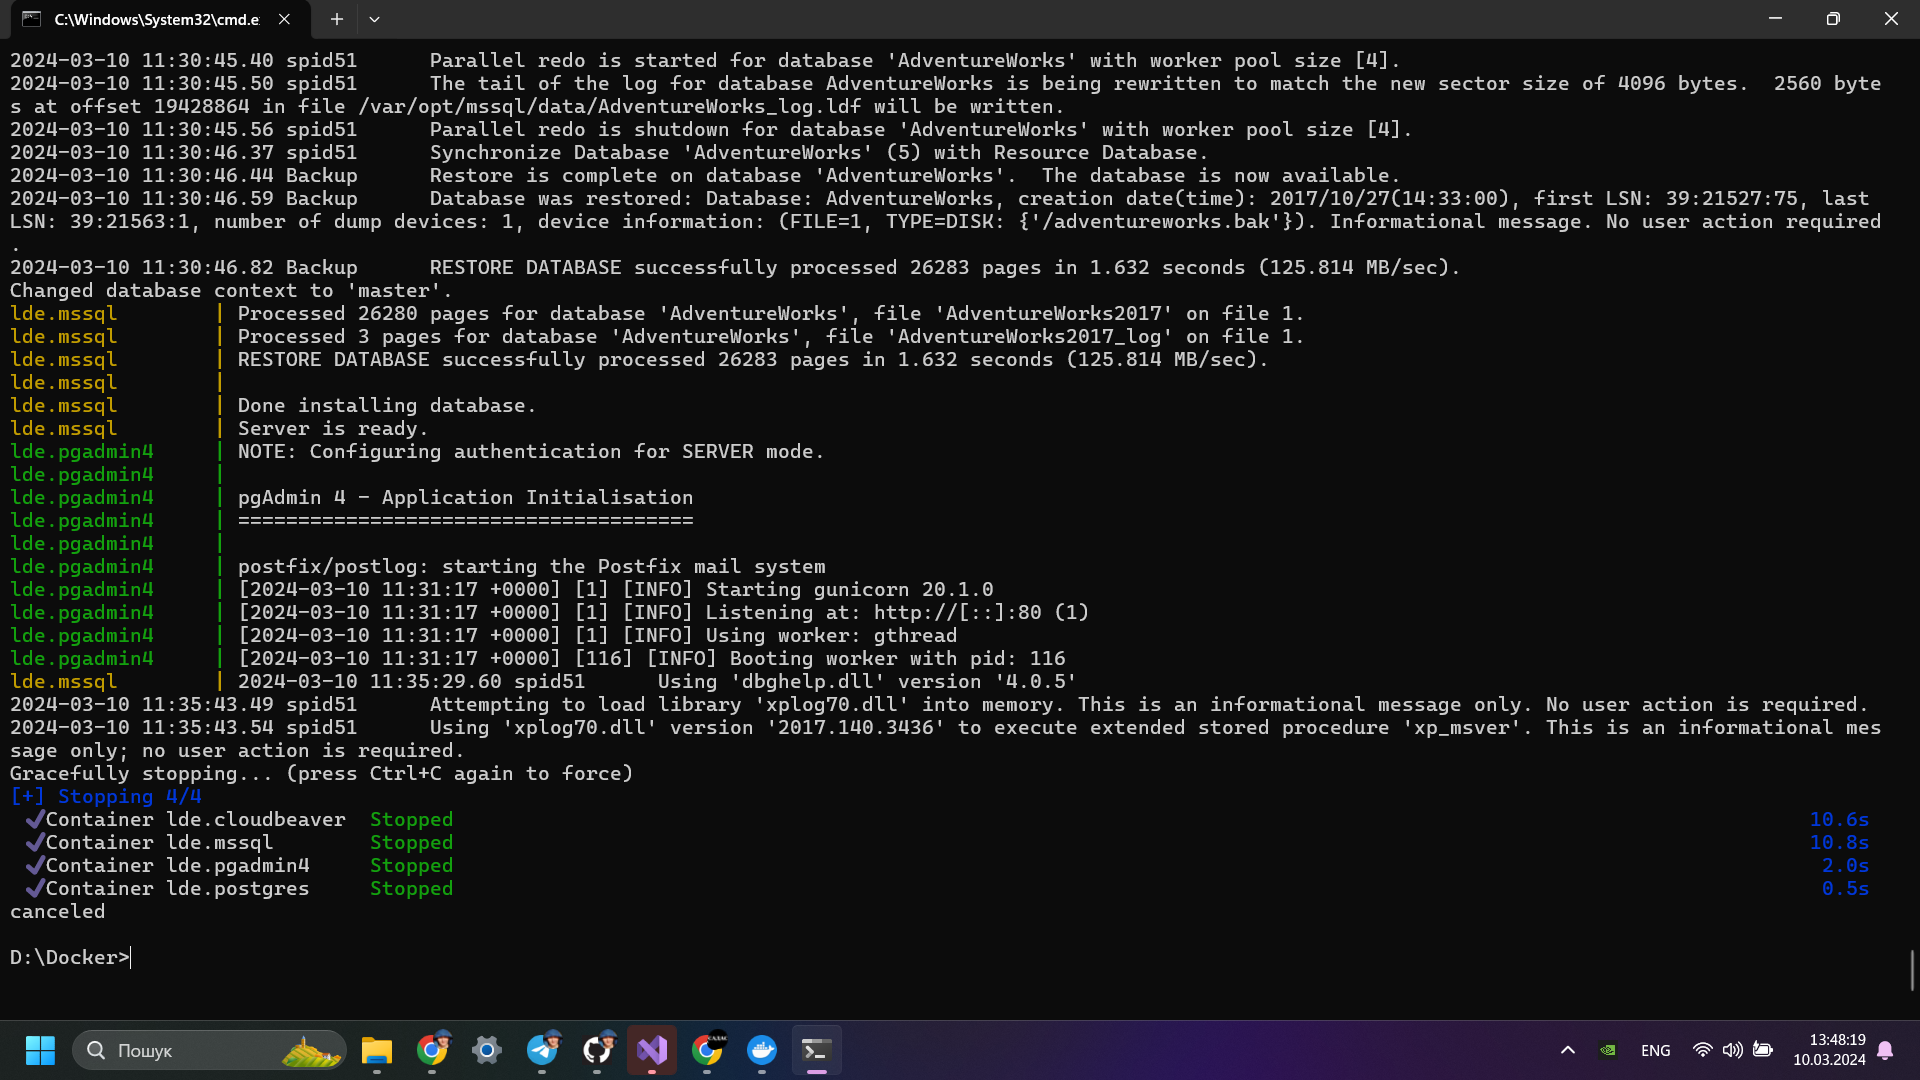 C:\Windows\System32\cmd.e
2024-03-10 11:30:45.40 spid51      Parallel redo is started for database 'AdventureWorks' with worker pool size [4].
2024-03-10 11:30:45.50 spid51      The tail of the log for database AdventureWorks is being rewritten to match the new sector size of 4096 bytes.  2560 byte
s at offset 19428864 in file /var/opt/mssql/data/AdventureWorks_log.ldf will be written.
2024-03-10 11:30:45.56 spid51      Parallel redo is shutdown for database 'AdventureWorks' with worker pool size [4].
2024-03-10 11:30:46.37 spid51      Synchronize Database 'AdventureWorks' (5) with Resource Database.
2024-03-10 11:30:46.44 Backup      Restore is complete on database 'AdventureWorks'.  The database is now available.
2024-03-10 11:30:46.59 Backup      Database was restored: Database: AdventureWorks, creation date(time): 2017/10/27(14:33:00), first LSN: 39:21527:75, last
LSN: 39:21563:1, number of dump devices: 1, device information: (FILE=1, TYPE=DISK: {'/adventureworks.bak'}). Informational message. No user action required
.
2024-03-10 11:30:46.82 Backup      RESTORE DATABASE successfully processed 26283 pages in 1.632 seconds (125.814 MB/sec).
Changed database context to 'master'.
lde.mssql        | Processed 26280 pages for database 'AdventureWorks', file 'AdventureWorks2017' on file 1.
lde.mssql        | Processed 3 pages for database 'AdventureWorks', file 'AdventureWorks2017_log' on file 1.
lde.mssql        | RESTORE DATABASE successfully processed 26283 pages in 1.632 seconds (125.814 MB/sec).
lde.mssql        |
lde.mssql        | Done installing database.
lde.mssql        | Server is ready.
lde.pgadmin4     | NOTE: Configuring authentication for SERVER mode.
lde.pgadmin4     |
lde.pgadmin4     | pgAdmin 4 - Application Initialisation
lde.pgadmin4     | ======================================
lde.pgadmin4     |
lde.pgadmin4     | postfix/postlog: starting the Postfix mail system
lde.pgadmin4     | [2024-03-10 11:31:17 +0000] [1] [INFO] Starting gunicorn 20.1.0
lde.pgadmin4     | [2024-03-10 11:31:17 +0000] [1] [INFO] Listening at: http://[::]:80 (1)
lde.pgadmin4     | [2024-03-10 11:31:17 +0000] [1] [INFO] Using worker: gthread
lde.pgadmin4     | [2024-03-10 11:31:17 +0000] [116] [INFO] Booting worker with pid: 116
lde.mssql        | 2024-03-10 11:35:29.60 spid51      Using 'dbghelp.dll' version '4.0.5'
2024-03-10 11:35:43.49 spid51      Attempting to load library 'xplog70.dll' into memory. This is an informational message only. No user action is required.
2024-03-10 11:35:43.54 spid51      Using 'xplog70.dll' version '2017.140.3436' to execute extended stored procedure 'xp_msver'. This is an informational mes
sage only; no user action is required.
Gracefully stopping... (press Ctrl+C again to force)
[+] Stopping 4/4
✔Container lde.cloudbeaver  Stopped 10.6s
✔Container lde.mssql        Stopped 10.8s
✔Container lde.pgadmin4     Stopped 2.0s
✔Container lde.postgres     Stopped 0.5s
canceled
D:\Docker>
Пошук
ENG
13:48:19
10.03.2024